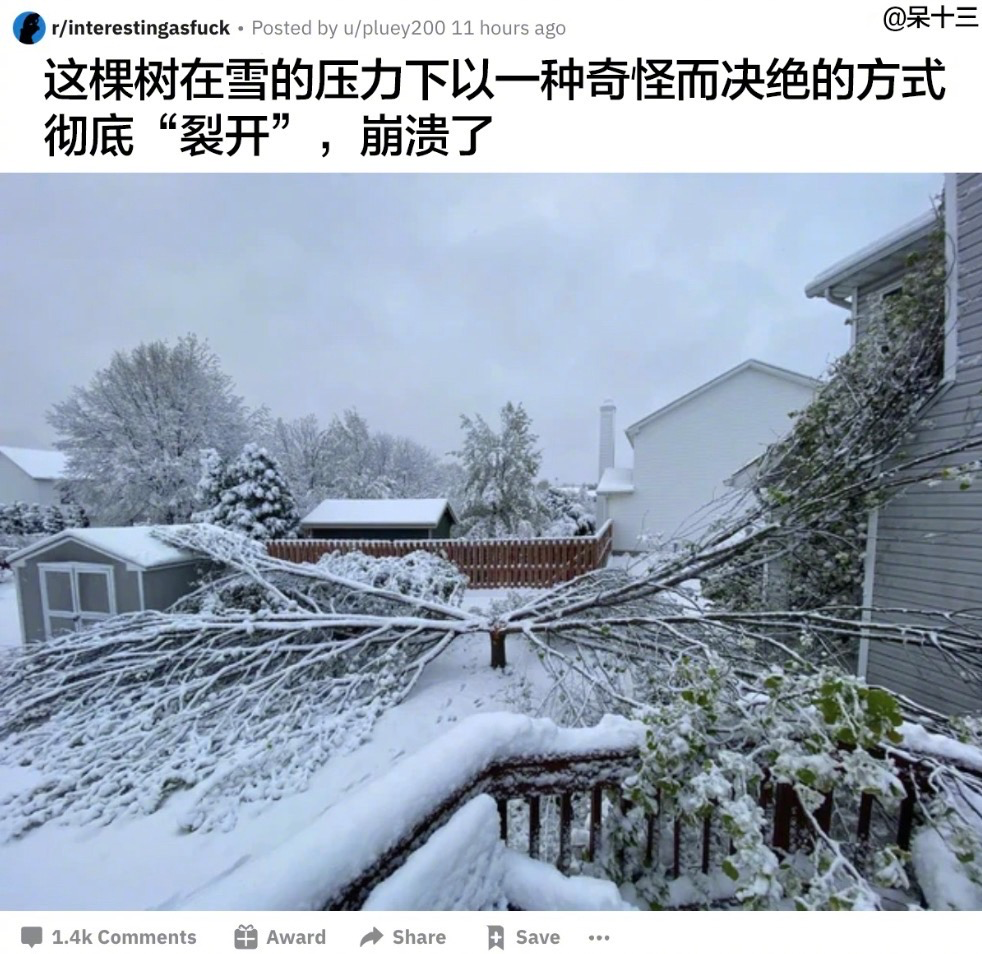 r/interestingasfuck • Posted by u/pluey200 11 hours ago
@呆十三
这棵树在雪的压力下以一种奇怪而决绝的方式
彻底“裂开”，崩溃了
1.4k Comments Award Share Save